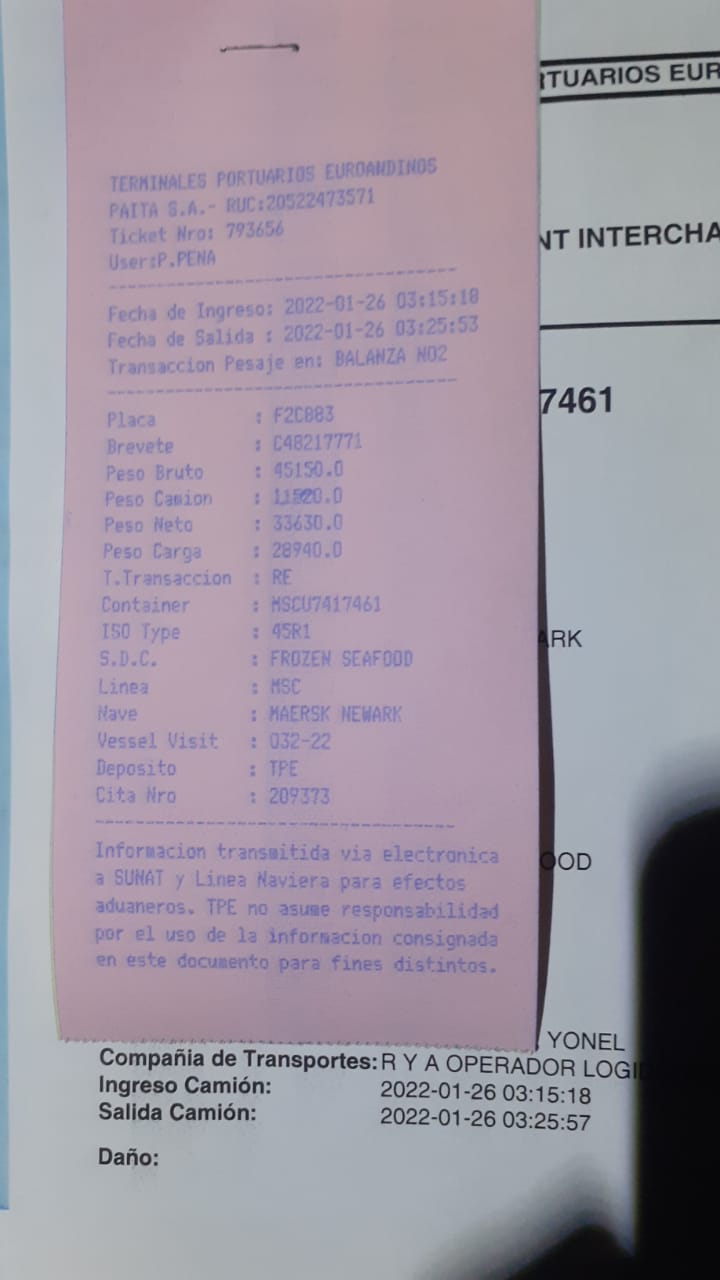 TERMINALES PORTUARIOS EUROANDINOS
PAITA S.A.- RUC:20522473571
Ticket Nro: 793656
User:P.PENA
Fecha de Ingreso: 2022-01-26 03:15:18
Fecha de Salida : 2022-01-26 03:25:53
Transaccion Pesaje en: BALANZA NO2
Placa : F2C883
Brevete : C48217771
Peso Bruto : 45150.0
Peso Camion : 11520.0
Peso Neto : 33630.0
Peso Carga : 28940.0
T.Transaccion : RE
Container : MSCU7417461
ISO Type : 45R1
S.D.C. : FROZEN SEAFOOD
Linea : MSC
Nave : MAERSK NEWARK
Vessel Visit : 032-22
Deposito : TPE
Cita Nro : 209373
Informacion transmitida via electronica
a SUNAT y Linea Naviera para efectos
aduaneros. TPE no asume responsabilidad
por el uso de la informacion consignada
en este documento para fines distintos.
RTUARIOS EUR
NT INTERCHA
7461
ARK
OOD
YONEL
Compañia de Transportes: R Y A OPERADOR LOGI
Ingreso Camión: 2022-01-26 03:15:18
Salida Camión: 2022-01-26 03:25:57
Daño: